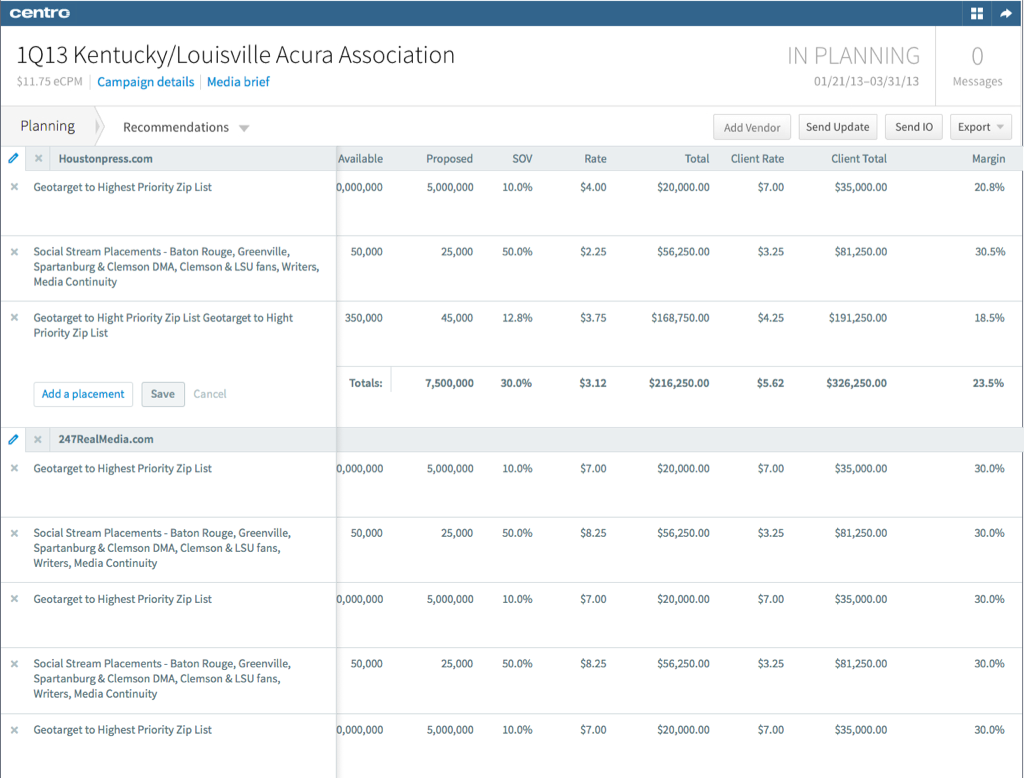 centro
1Q13 Kentucky/Louisville Acura Association
IN PLANNING
0
$11.75 eCPM Campaign details Media brief
01/21/13–03/31/13
Messages
Planning Recommendations Add Vendor Send Update Send IO Export
Houstonpress.com Available Proposed SOV Rate Total Client Rate Client Total Margin
Geotarget to Highest Priority Zip List 0,000,000 5,000,000 10.0% $4.00 $20,000.00 $7.00 $35,000.00 20.8%
Social Stream Placements - Baton Rouge, Greenville, 50,000 25,000 50.0% $2.25 $56,250.00 $3.25 $81,250.00 30.5%
Spartanburg & Clemson DMA, Clemson & LSU fans, Writers,
Media Continuity
Geotarget to Hight Priority Zip List Geotarget to Hight 350,000 45,000 12.8% $3.75 $168,750.00 $4.25 $191,250.00 18.5%
Priority Zip List
Totals: 7,500,000 30.0% $3.12 $216,250.00 $5.62 $326,250.00 23.5%
Add a placement Save Cancel
247RealMedia.com
Geotarget to Highest Priority Zip List 0,000,000 5,000,000 10.0% $7.00 $20,000.00 $7.00 $35,000.00 30.0%
Social Stream Placements - Baton Rouge, Greenville, 50,000 25,000 50.0% $8.25 $56,250.00 $3.25 $81,250.00 30.0%
Spartanburg & Clemson DMA, Clemson & LSU fans,
Writers, Media Continuity
Geotarget to Highest Priority Zip List 0,000,000 5,000,000 10.0% $7.00 $20,000.00 $7.00 $35,000.00 30.0%
Social Stream Placements - Baton Rouge, Greenville, 50,000 25,000 50.0% $8.25 $56,250.00 $3.25 $81,250.00 30.0%
Spartanburg & Clemson DMA, Clemson & LSU fans,
Writers, Media Continuity
Geotarget to Highest Priority Zip List 0,000,000 5,000,000 10.0% $7.00 $20,000.00 $7.00 $35,000.00 30.0%